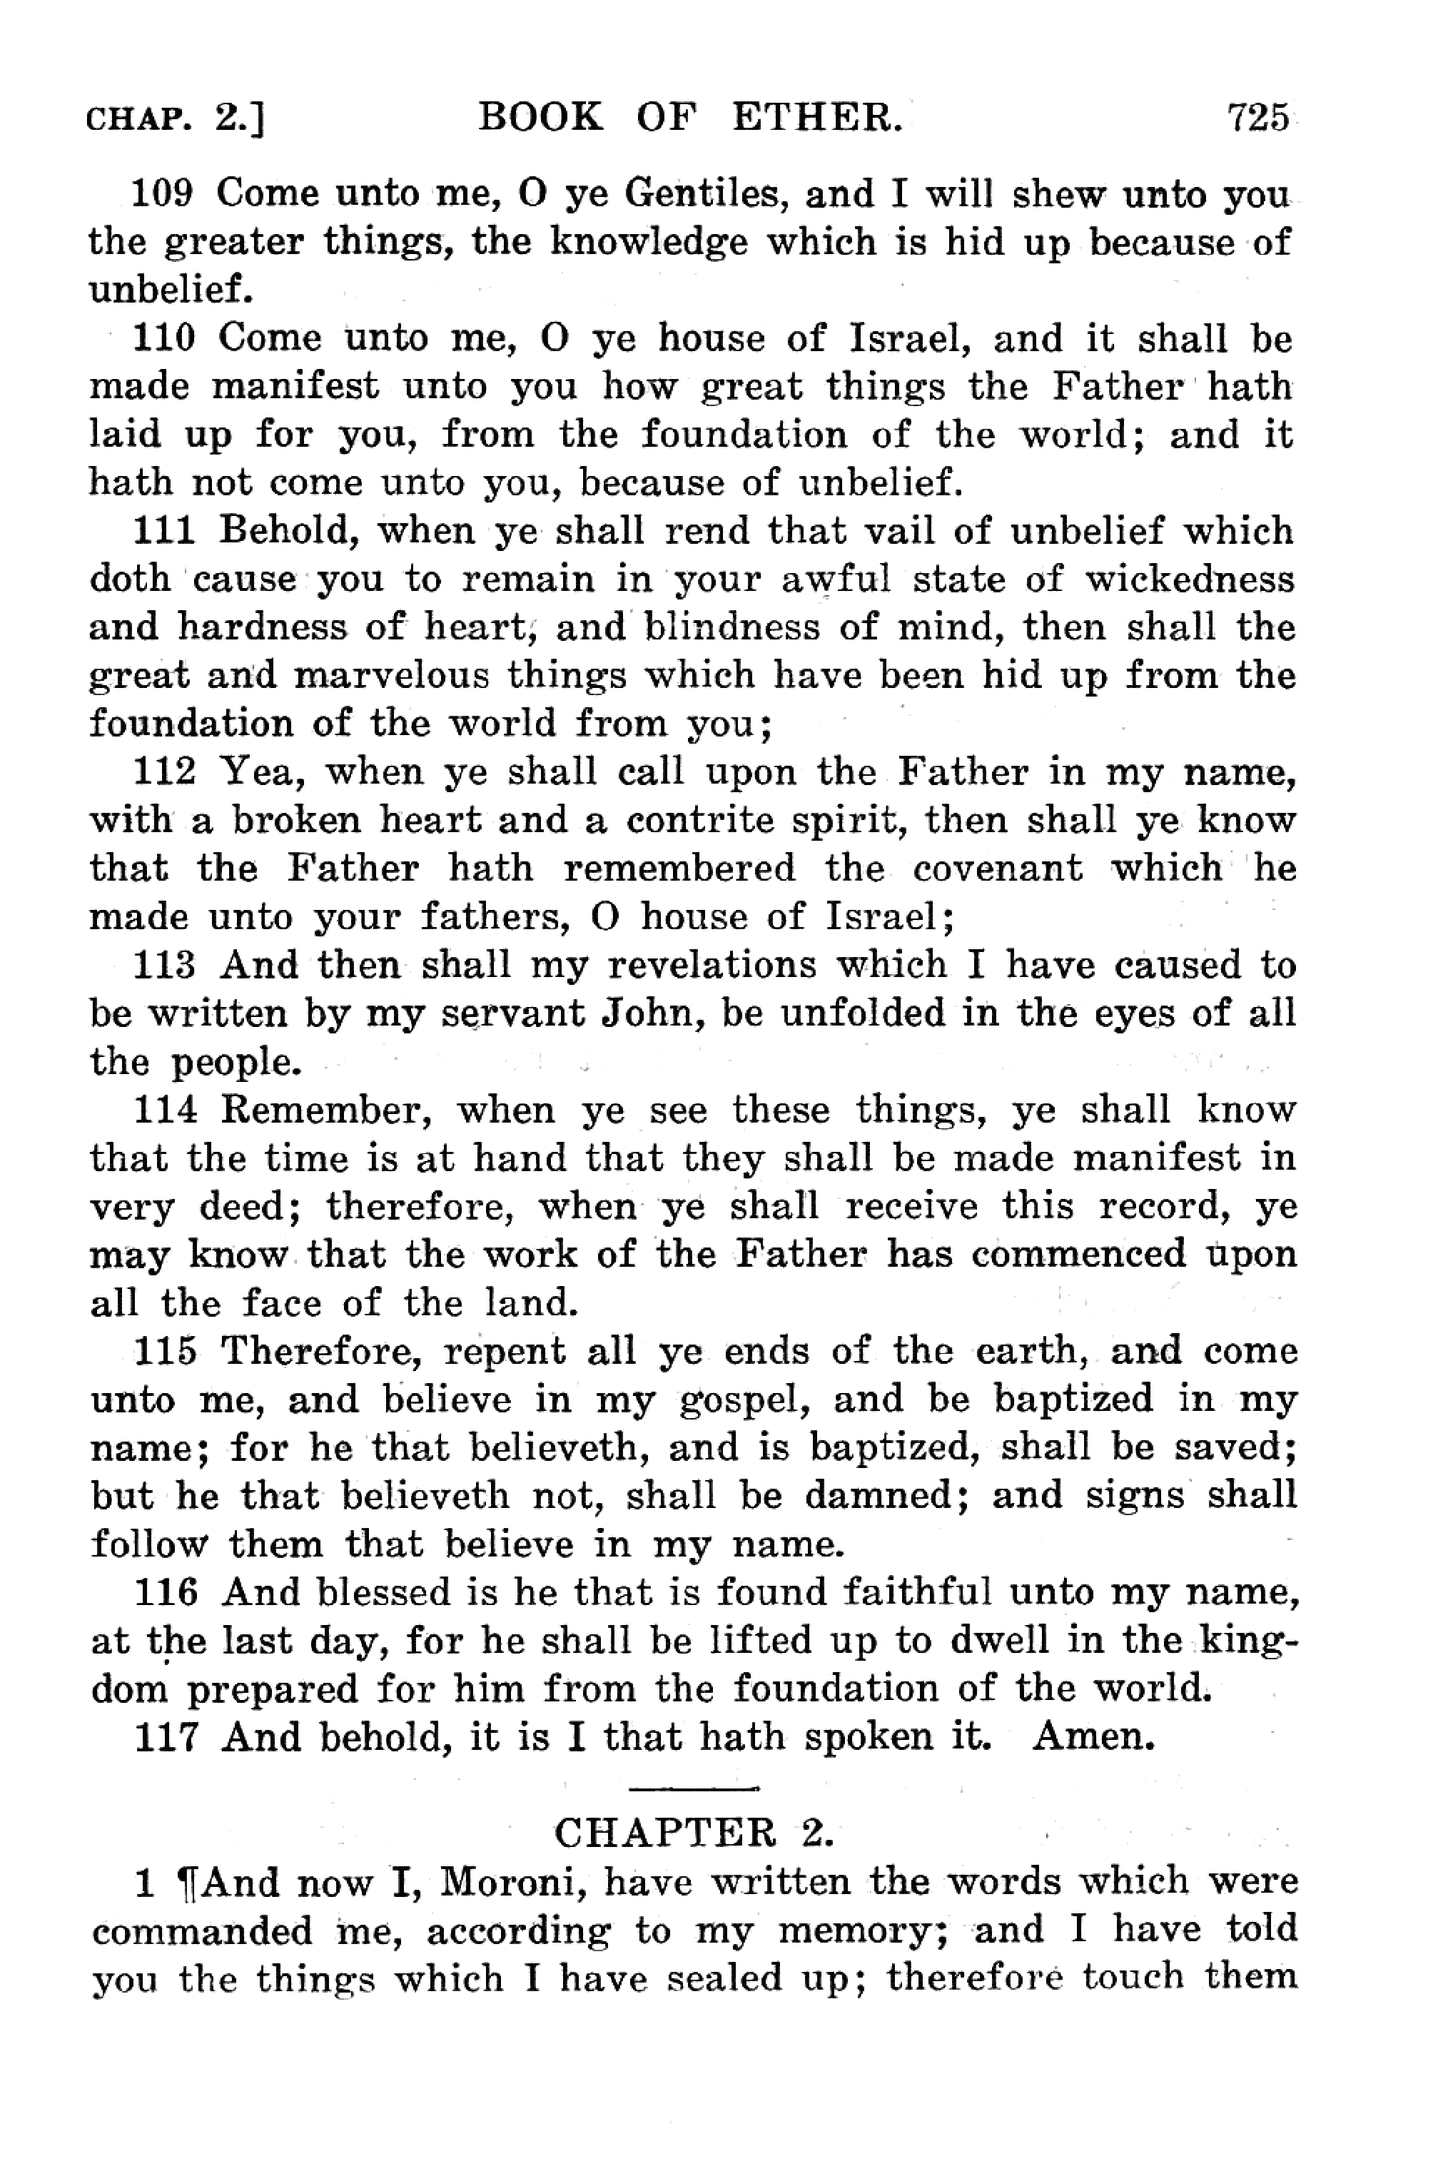 CHAP. 2.] BOOK OF ETHER. 725
109 Come unto me, O ye Gentiles, and I will shew unto you
the greater things, the knowledge which is hid up because of
unbelief.
110 Come unto me, O ye house of Israel, and it shall be
made manifest unto you how great things the Father hath
laid up for you, from the foundation of the world; and it
hath not come unto you, because of unbelief.
111 Behold, when ye shall rend that vail of unbelief which
doth cause you to remain in your awful state of wickedness
and hardness of heart, and blindness of mind, then shall the
great and marvelous things which have been hid up from the
foundation of the world from you;
112 Yea, when ye shall call upon the Father in my name,
with a broken heart and a contrite spirit, then shall ye know
that the Father hath remembered the covenant which he
made unto your fathers, O house of Israel;
113 And then shall my revelations which I have caused to
be written by my servant John, be unfolded in the eyes of all
the people.
114 Remember, when ye see these things, ye shall know
that the time is at hand that they shall be made manifest in
very deed; therefore, when ye shall receive this record, ye
may know that the work of the Father has commenced upon
all the face of the land.
115 Therefore, repent all ye ends of the earth, and come
unto me, and believe in my gospel, and be baptized in my
name; for he that believeth, and is baptized, shall be saved;
but he that believeth not, shall be damned; and signs shall
follow them that believe in my name.
116 And blessed is he that is found faithful unto my name,
at the last day, for he shall be lifted up to dwell in the king-
dom prepared for him from the foundation of the world.
117 And behold, it is I that hath spoken it. Amen.
CHAPTER 2.
1 ¶And now I, Moroni, have written the words which were
commanded me, according to my memory; and I have told
you the things which I have sealed up; therefore touch them